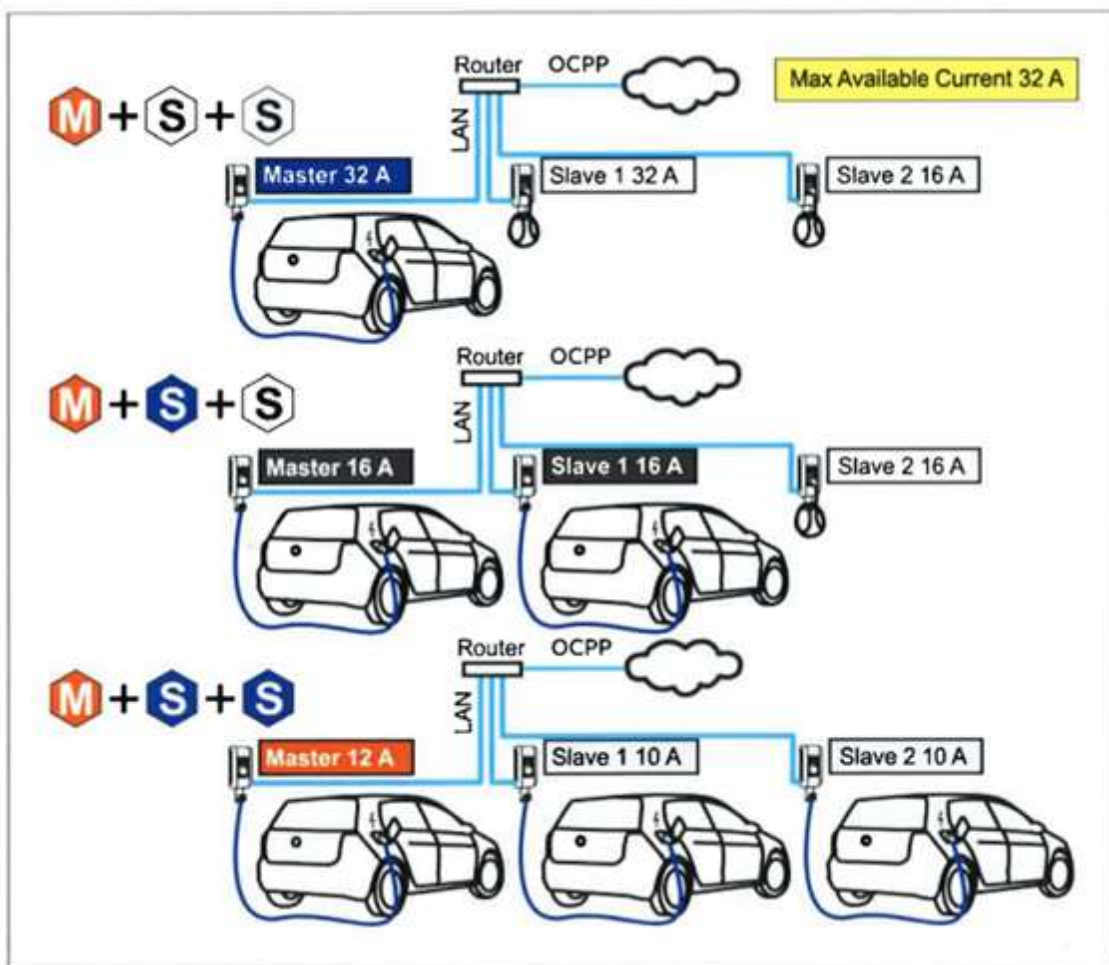 Router OCPP
Max Available Current 32 A
M + S + S
LAN
Master 32 A
Slave 1 32 A
Slave 2 16 A
Router OCPP
M + S + S
LAN
Master 16 A
Slave 1 16 A
Slave 2 16 A
Router OCPP
M + S + S
LAN
Master 12 A
Slave 1 10 A
Slave 2 10 A